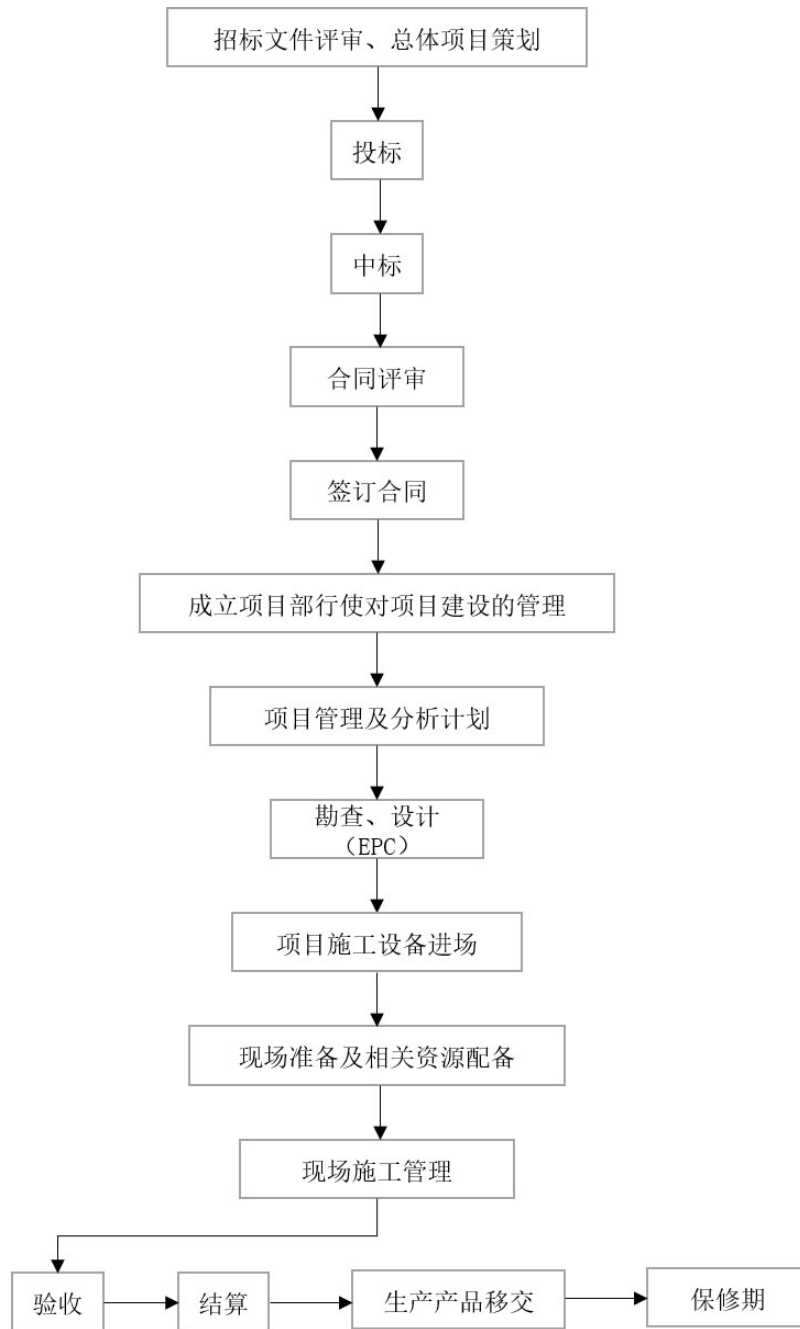 招标文件评审、总体项目策划
投标
中标
合同评审
签订合同
成立项目部行使对项目建设的管理
项目管理及分析计划
勘查、设计
（EPC）
项目施工设备进场
现场准备及相关资源配备
现场施工管理
验收
结算
生产产品移交
保修期